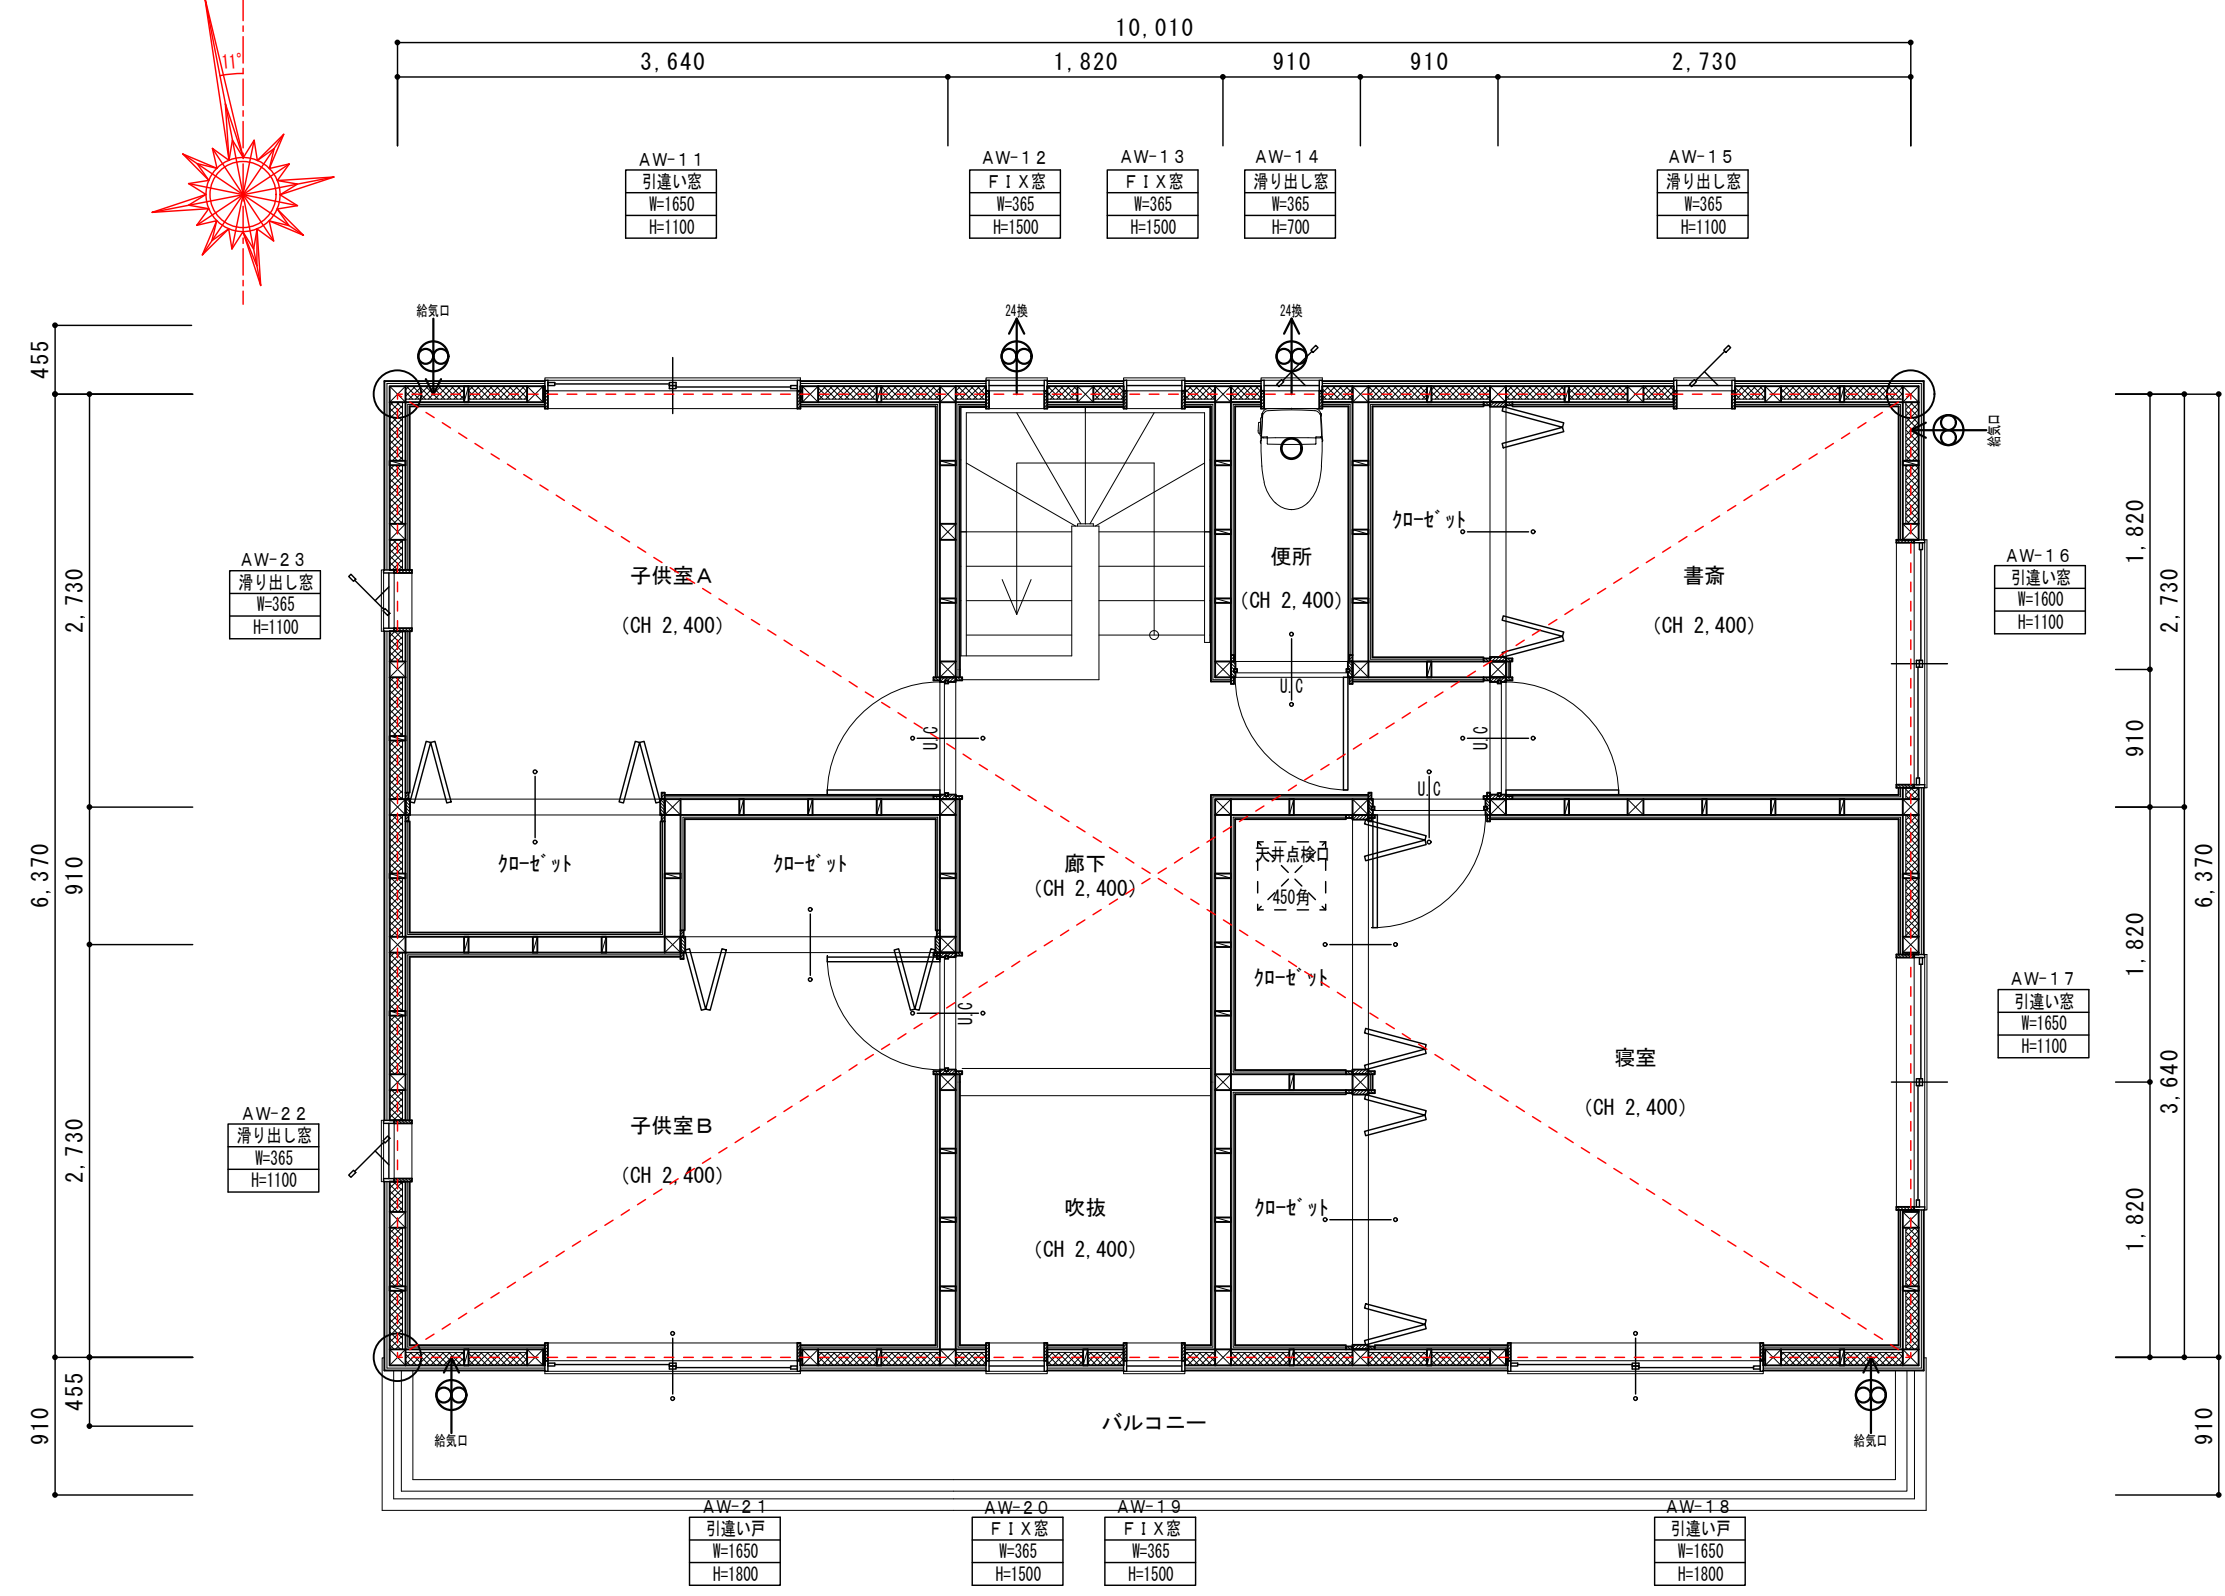 10,010
3,640 1,820 910 910 2,730
11°
AW-11
引違い窓
W=1650
H=1100
AW-12
FIX窓
W=365
H=1500
AW-13
FIX窓
W=365
H=1500
AW-14
滑り出し窓
W=365
H=700
AW-15
滑り出し窓
W=365
H=1100
給気口
24換
24換
給気口
455
2,730
910
6,370
2,730
455
910
AW-23
滑り出し窓
W=365
H=1100
AW-22
滑り出し窓
W=365
H=1100
子供室A
(CH 2,400)
便所
(CH 2,400)
クローゼット
書斎
(CH 2,400)
U.C
U.C
U.C
U.C
クローゼット
クローゼット
廊下
(CH 2,400)
天井点検口
450角
クローゼット
U.C
寝室
(CH 2,400)
子供室B
(CH 2,400)
吹抜
(CH 2,400)
クローゼット
AW-16
引違い窓
W=1600
H=1100
AW-17
引違い窓
W=1650
H=1100
1,820
2,730
910
6,370
1,820
3,640
1,820
910
給気口
バルコニー
給気口
AW-21
引違い戸
W=1650
H=1800
AW-20
FIX窓
W=365
H=1500
AW-19
FIX窓
W=365
H=1500
AW-18
引違い戸
W=1650
H=1800